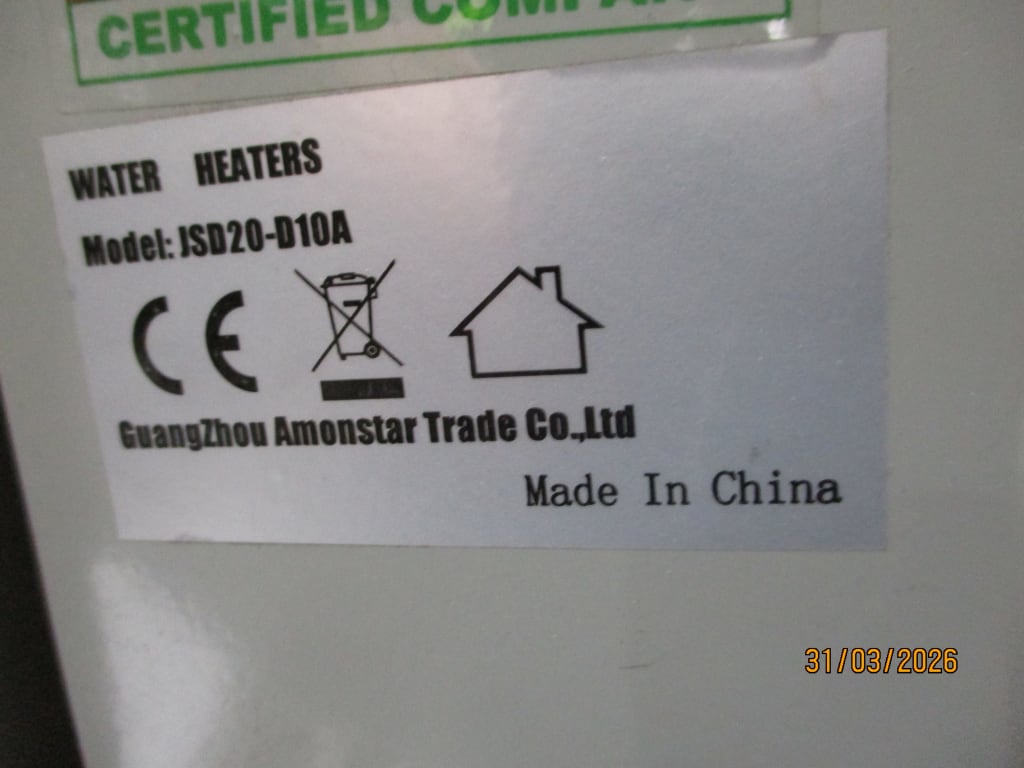 CERTIFIED
WATER HEATERS
Model: JSD20-D10A
CE
GuangZhou Amonstar Trade Co.,Ltd
Made In China
31/03/2026